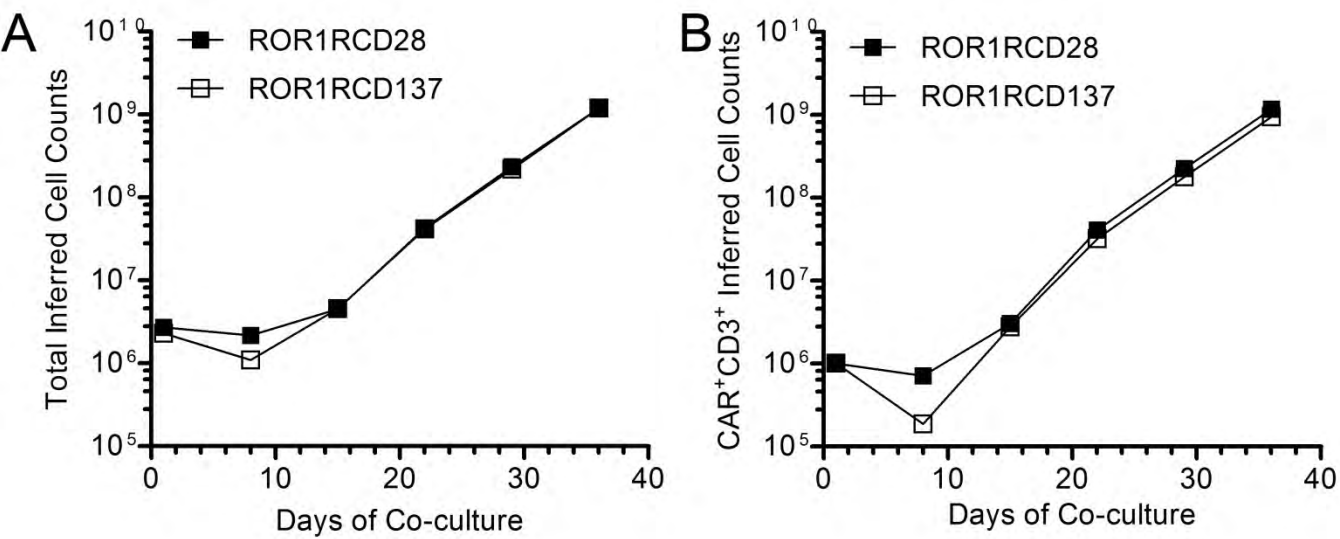 A
Total Inferred Cell Counts
10¹⁰
10⁹
10⁸
10⁷
10⁶
10⁵
ROR1RCD28
ROR1RCD137
0 10 20 30 40
Days of Co-culture
B
CAR⁺CD3⁺ Inferred Cell Counts
10¹⁰
10⁹
10⁸
10⁷
10⁶
10⁵
ROR1RCD28
ROR1RCD137
0 10 20 30 40
Days of Co-culture